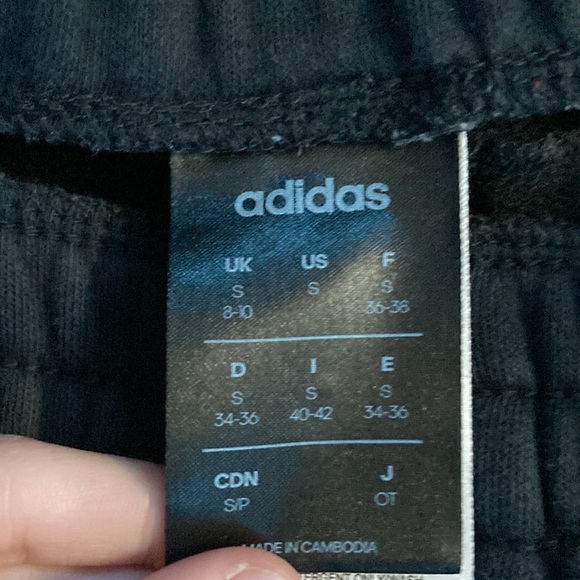 adidas
UK US F
S S S
8-10 36-38
D I E
S S S
34-36 40-42 34-36
CDN J
S/P OT
MADE IN CAMBODIA